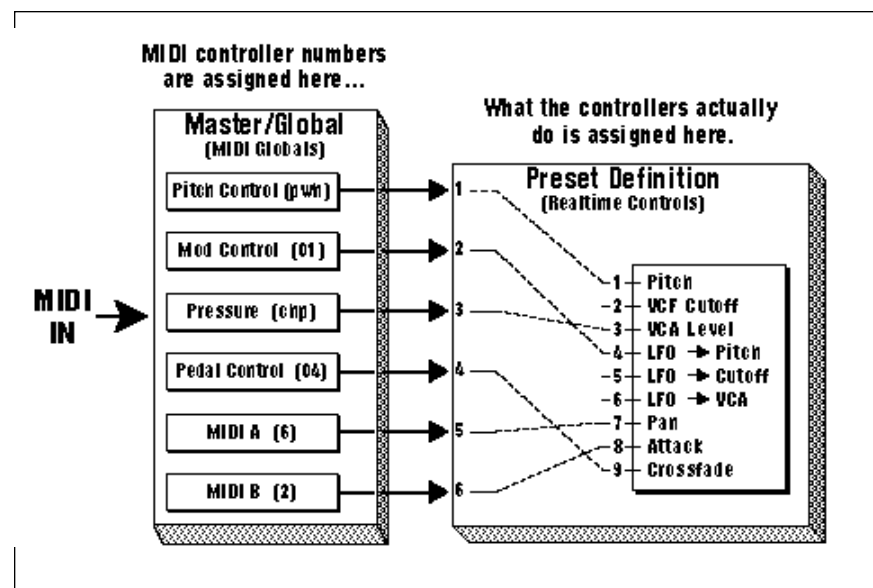 MIDI controller numbers
are assigned here...
What the controllers actually
do is assigned here.
Master/Global
(MIDI Globals)
Pitch Control (pwh)
Mod Control (01)
Pressure (chp)
Pedal Control (04)
MIDI A (6)
MIDI B (2)
MIDI
IN
Preset Definition
(Realtime Controls)
1
2
3
4
5
6
1 Pitch
2 VCF Cutoff
3 VCA Level
4 LFO → Pitch
5 LFO → Cutoff
6 LFO → VCA
7 Pan
8 Attack
9 Crossfade